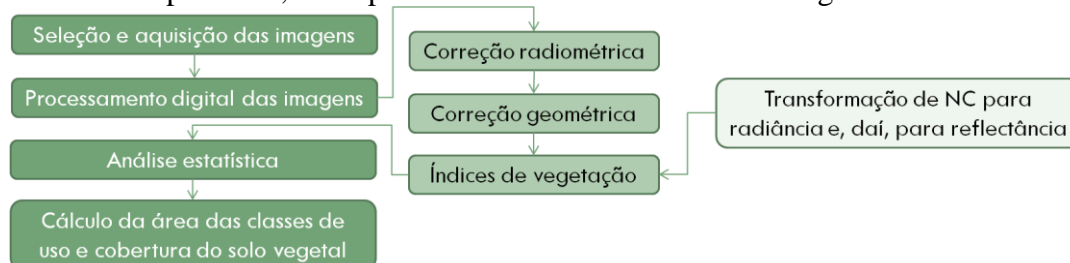 Seleção e aquisição das imagens
Processamento digital das imagens
Correção radiométrica
Correção geométrica
Índices de vegetação
Transformação de NC para
radiância e, daí, para reflectância
Análise estatística
Cálculo da área das classes de
uso e cobertura do solo vegetal